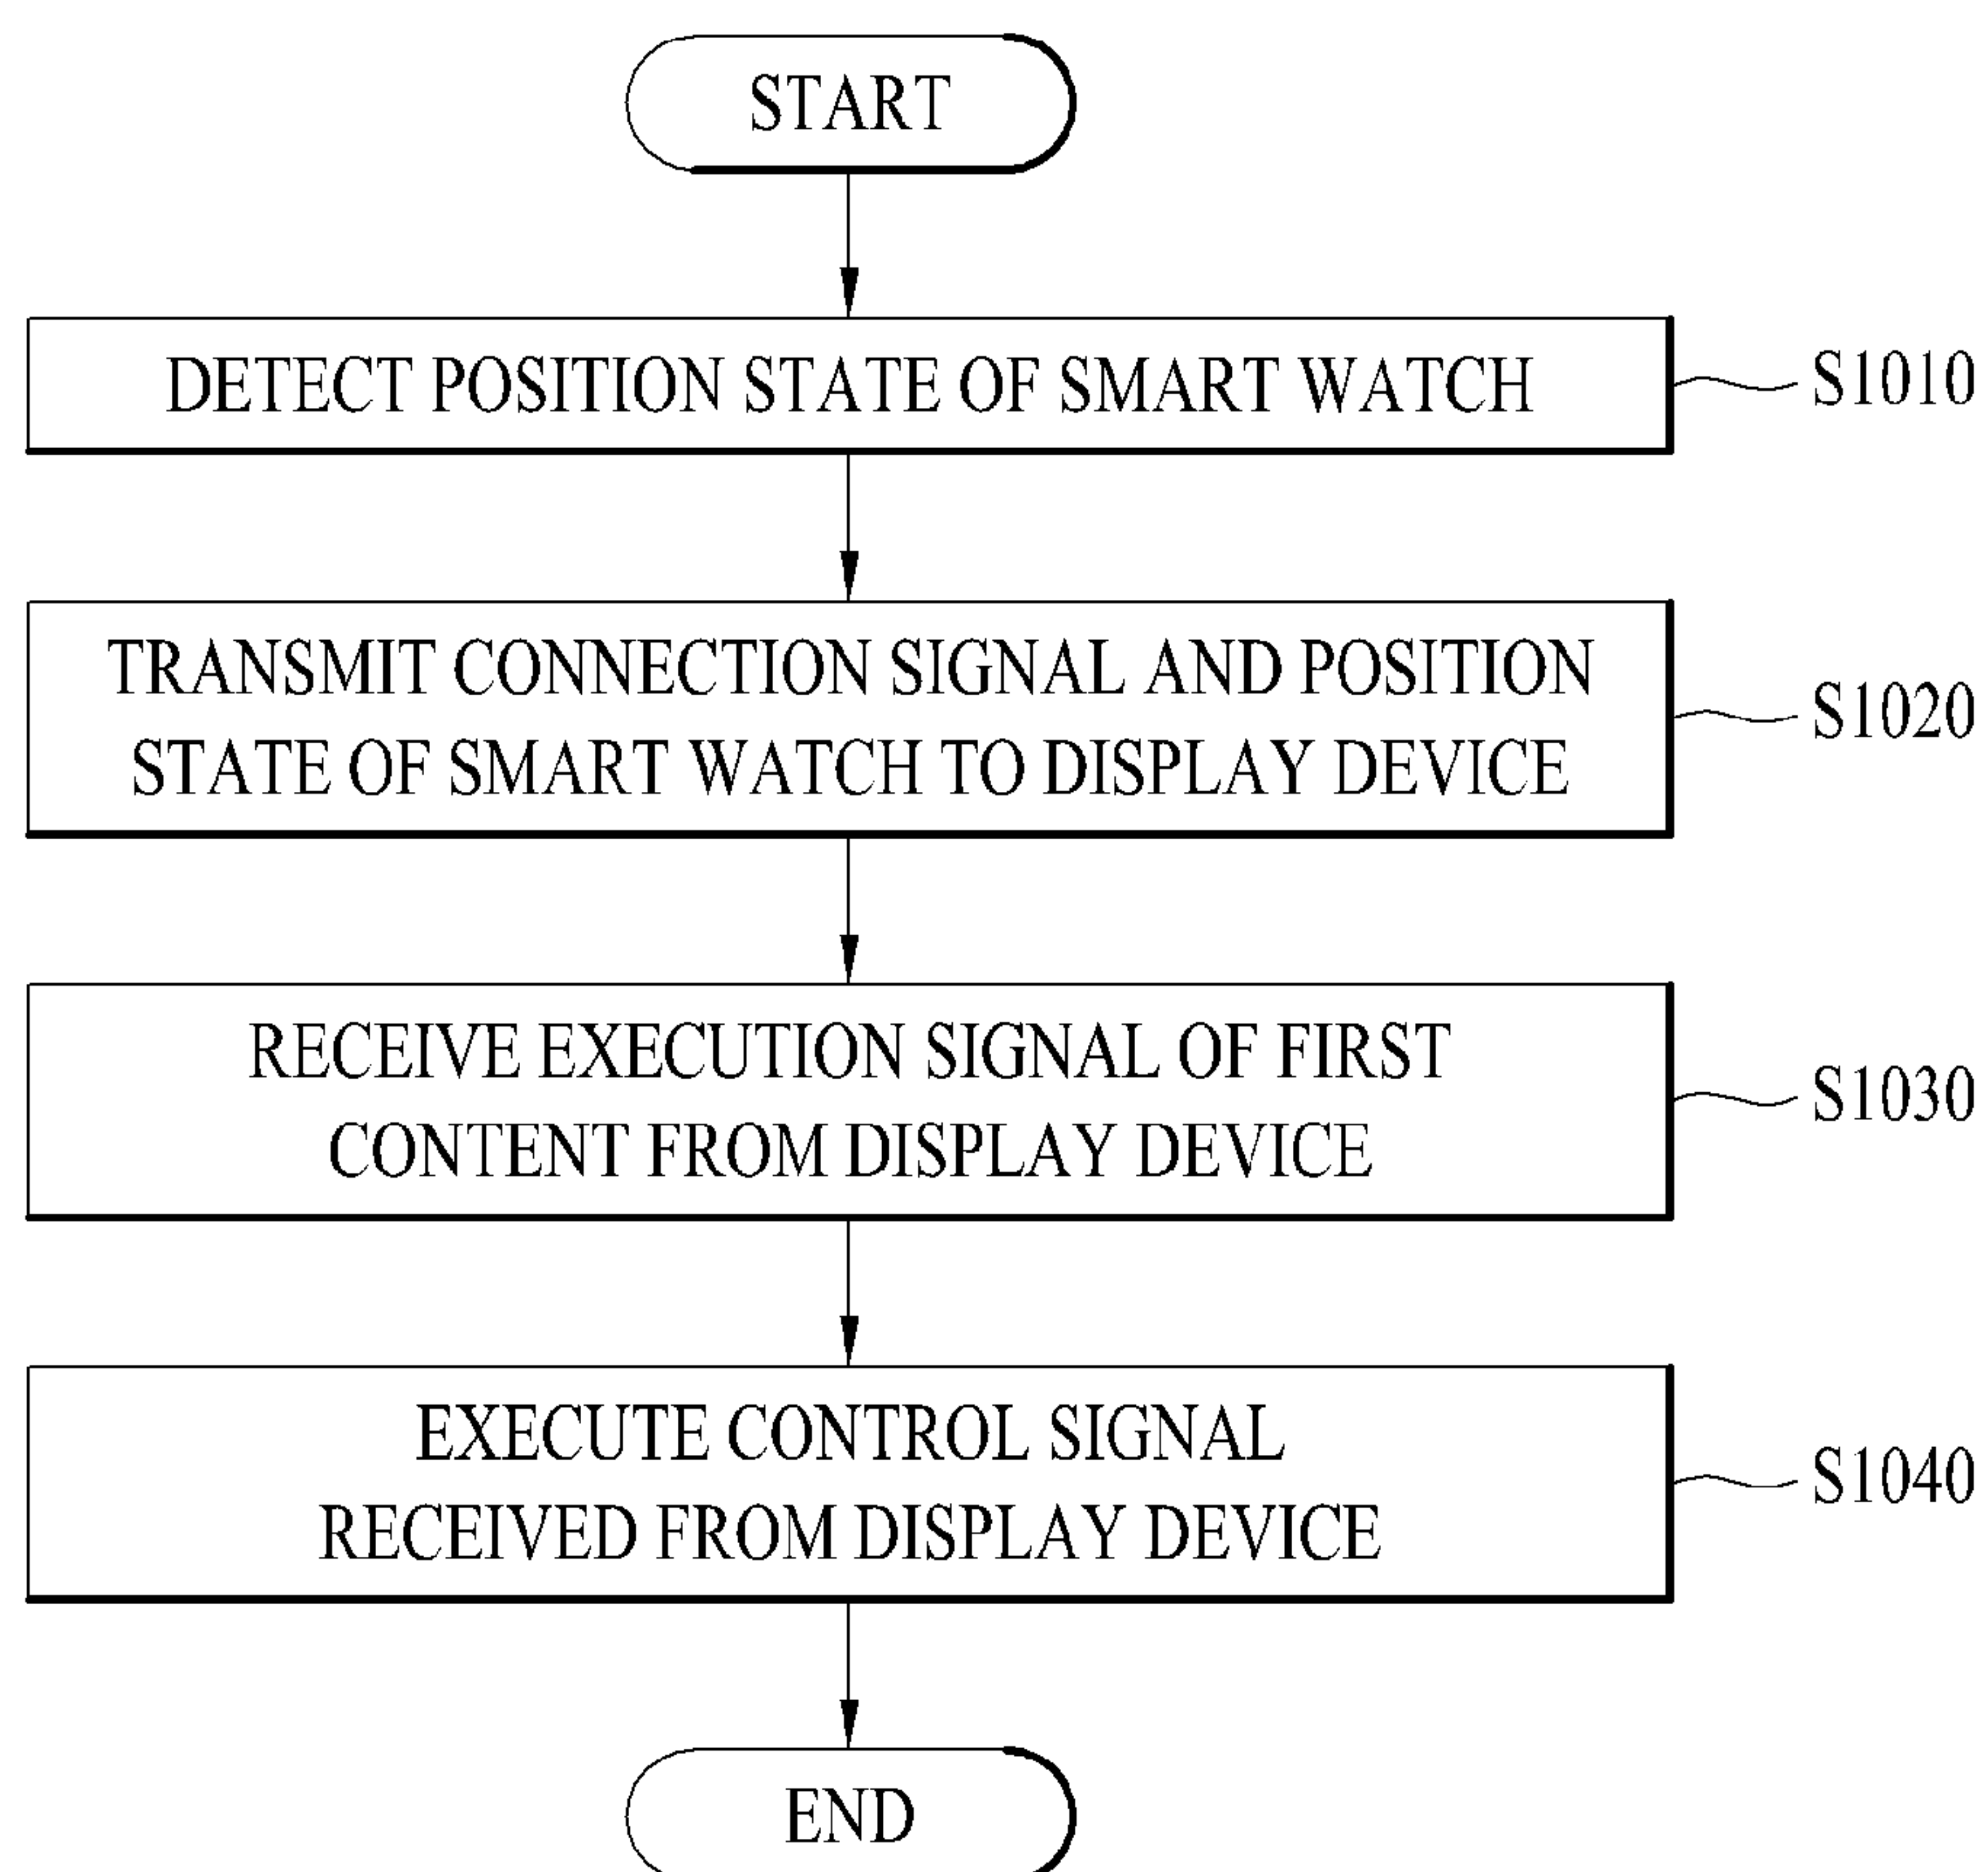 START
DETECT POSITION STATE OF SMART WATCH
S1010
TRANSMIT CONNECTION SIGNAL AND POSITION
STATE OF SMART WATCH TO DISPLAY DEVICE
S1020
RECEIVE EXECUTION SIGNAL OF FIRST
CONTENT FROM DISPLAY DEVICE
S1030
EXECUTE CONTROL SIGNAL
RECEIVED FROM DISPLAY DEVICE
S1040
END